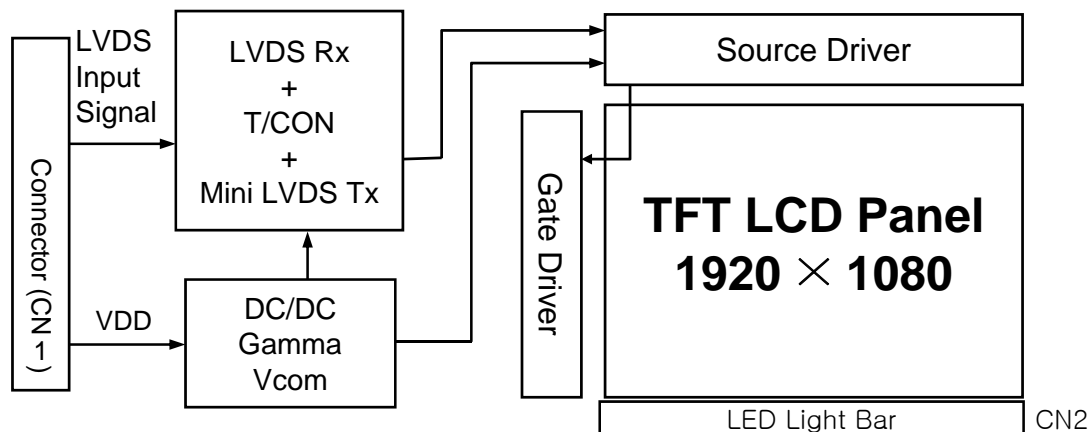 LVDS
Input
Signal
LVDS Rx
+
T/CON
+
Mini LVDS Tx
Source Driver
Connector (CN1)
Gate Driver
TFT LCD Panel
1920 × 1080
VDD
DC/DC
Gamma
Vcom
LED Light Bar
CN2